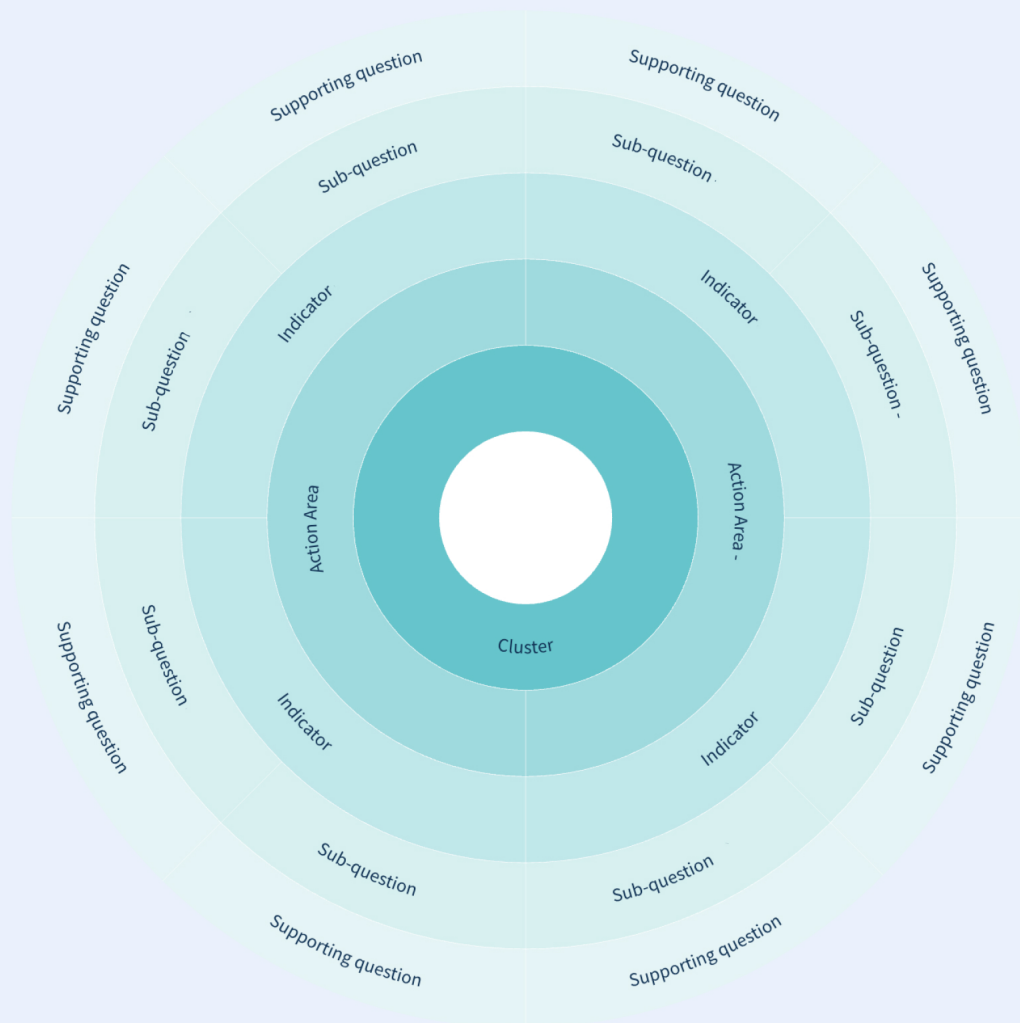 Supporting question
Supporting question
Sub-question
Sub-question
Supporting question
Supporting question
Indicator
Indicator
Sub-question
Sub-question -
Action Area
Action Area -
Cluster
Sub-question
Sub-question
Supporting question
Supporting question
Indicator
Indicator
Sub-question
Sub-question
Supporting question
Supporting question